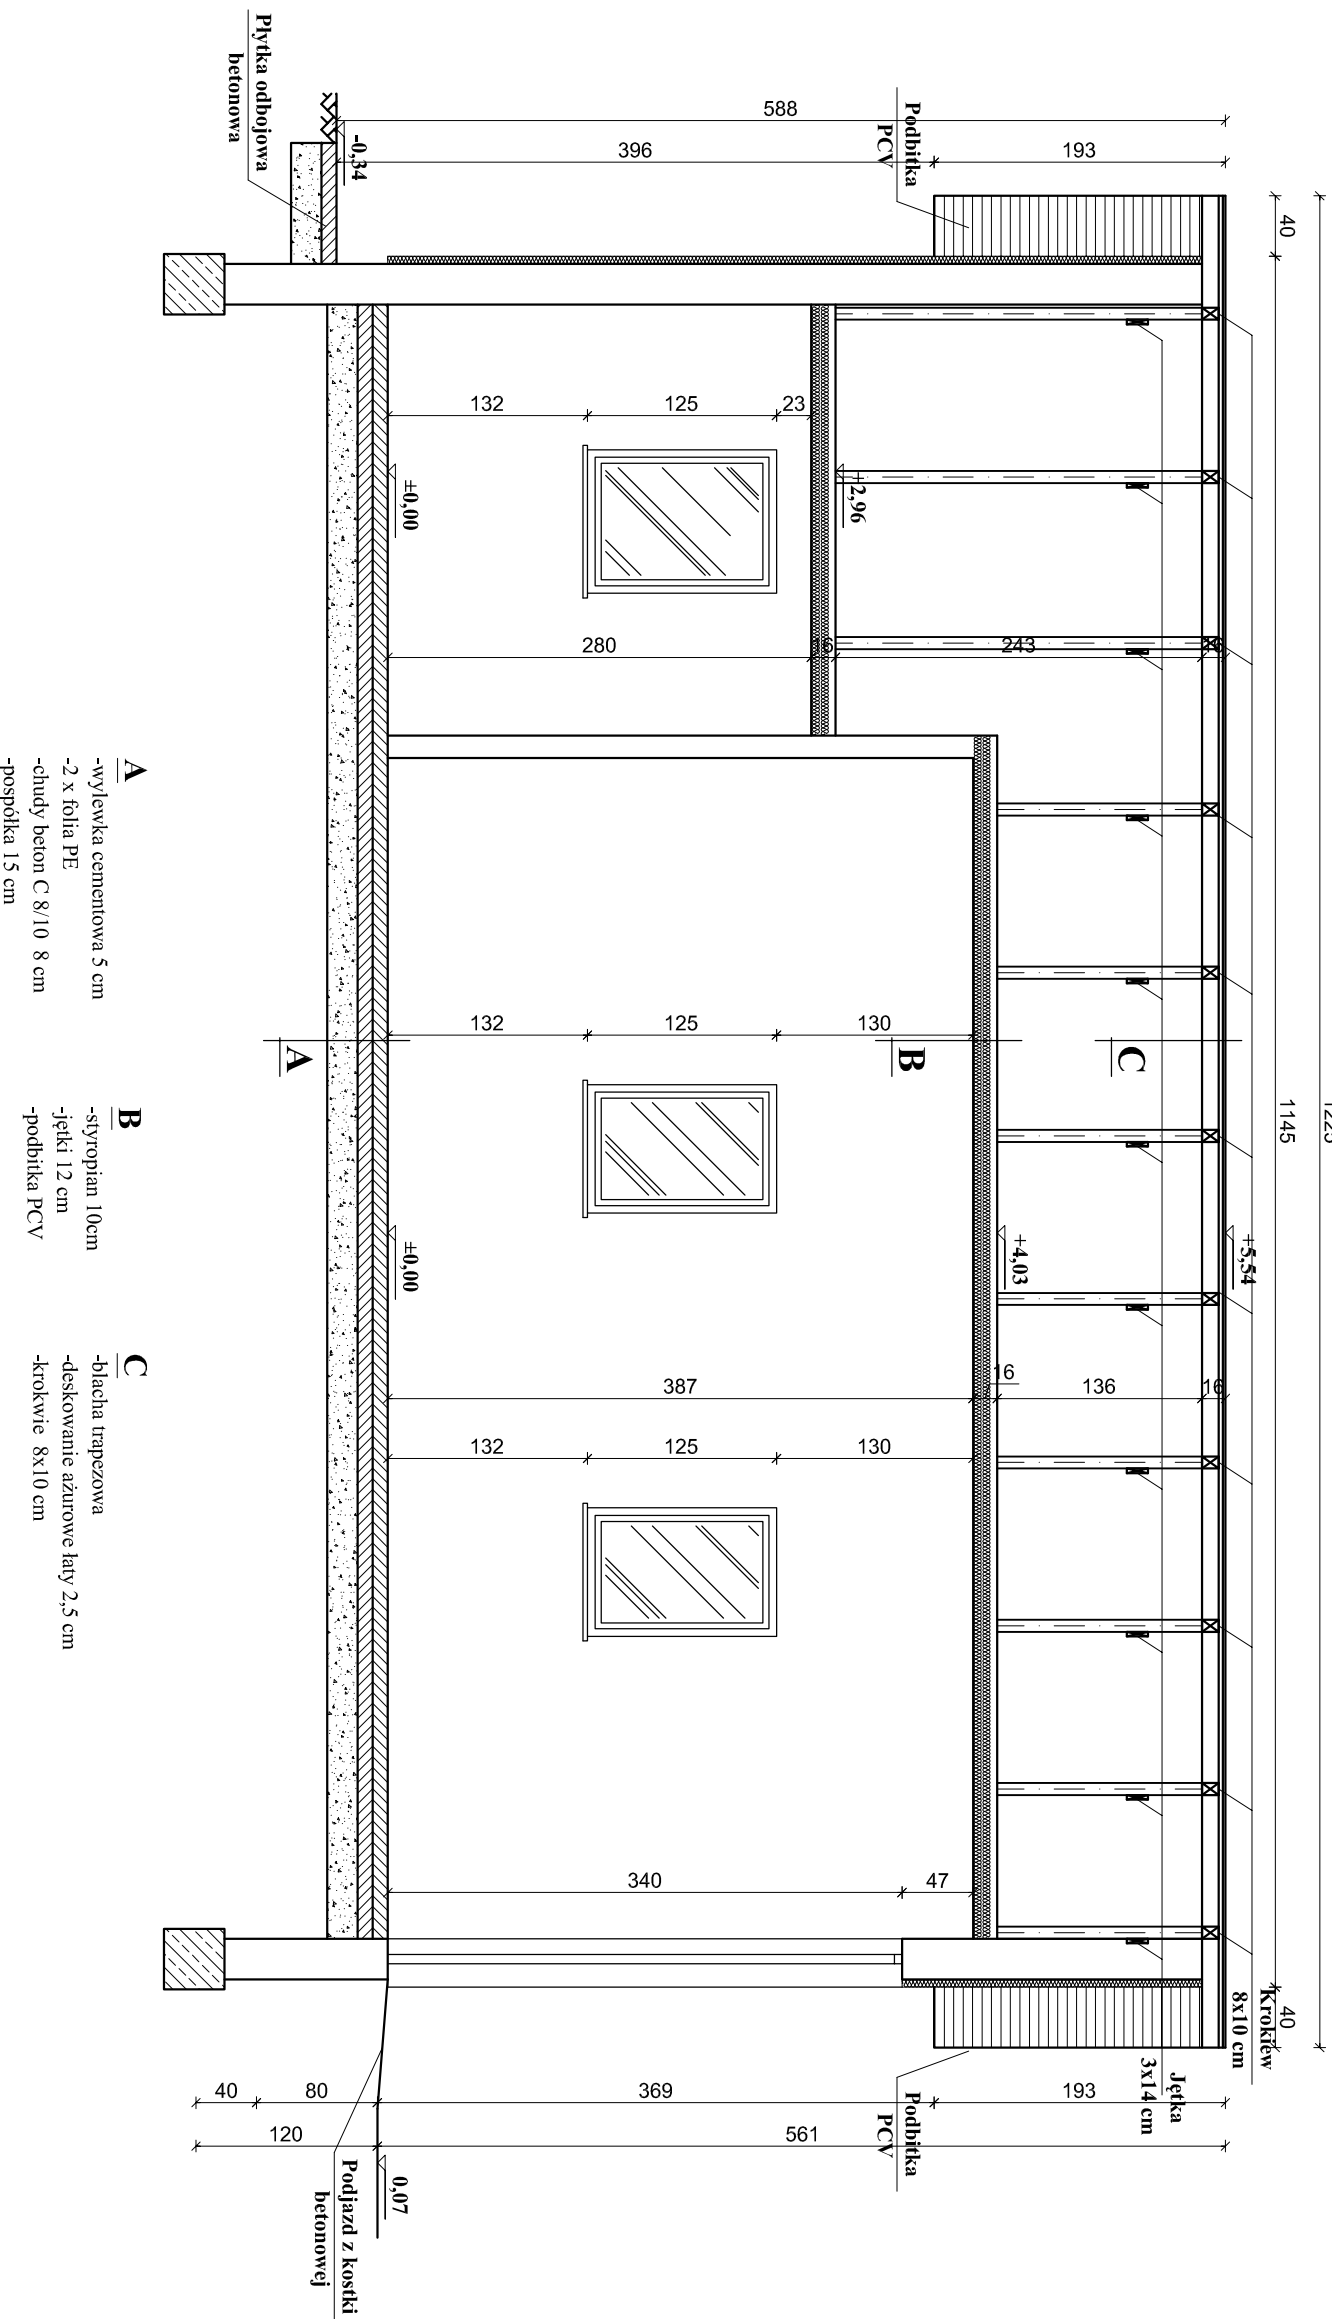 1225
40
1145
40
Krokiew
8x10 cm
Jętka
3x14 cm
+5,54
588
193
396
Podbitka
PCV
-0,34
Płytka odbojowa
betonowa
16
243
16
280
+2,96
23
125
132
±0,00
C
B
A
130
125
132
+4,03
±0,00
16
136
16
387
130
125
132
47
340
193
369
80
40
561
120
Podbitka
PCV
0,07
Podjazd z kostki
betonowej
A
-wylewka cementowa 5 cm
-2 x folia PE
-chudy beton C 8/10 8 cm
-pospółka 15 cm
B
-styropian 10cm
-jętki 12 cm
-podbitka PCV
C
-blacha trapezowa
-deskowanie ażurowe łaty 2,5 cm
-krokwie 8x10 cm